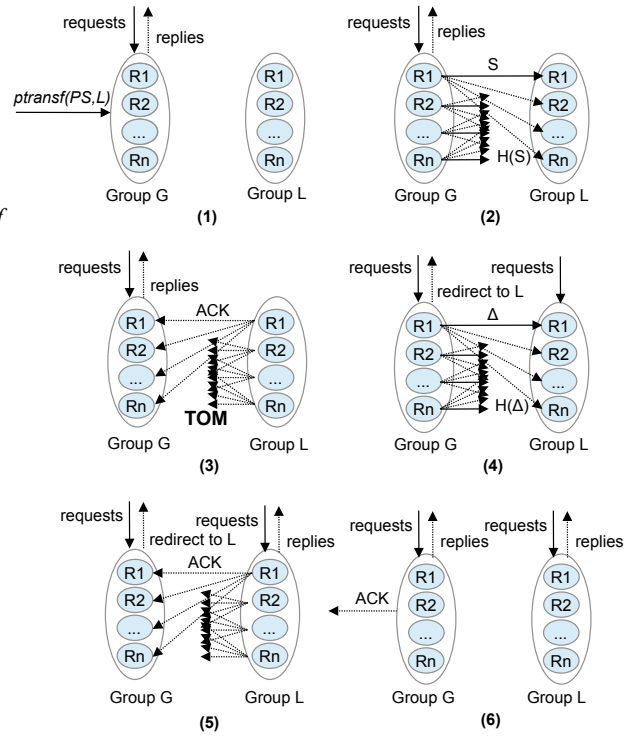 requests
replies
ptransf(PS,L)
R1
R2
...
Rn
R1
R2
...
Rn
Group G
Group L
(1)
requests
replies
S
R1
R2
...
Rn
R1
R2
...
Rn
H(S)
Group G
Group L
(2)
f
requests
replies
ACK
R1
R2
...
Rn
R1
R2
...
Rn
TOM
Group G
Group L
(3)
requests
redirect to L
Δ
R1
R2
...
Rn
R1
R2
...
Rn
H(Δ)
Group G
Group L
(4)
requests
redirect to L
requests
replies
ACK
R1
R2
...
Rn
R1
R2
...
Rn
Group G
Group L
(5)
requests
replies
requests
replies
ACK
R1
R2
...
Rn
R1
R2
...
Rn
Group G
Group L
(6)